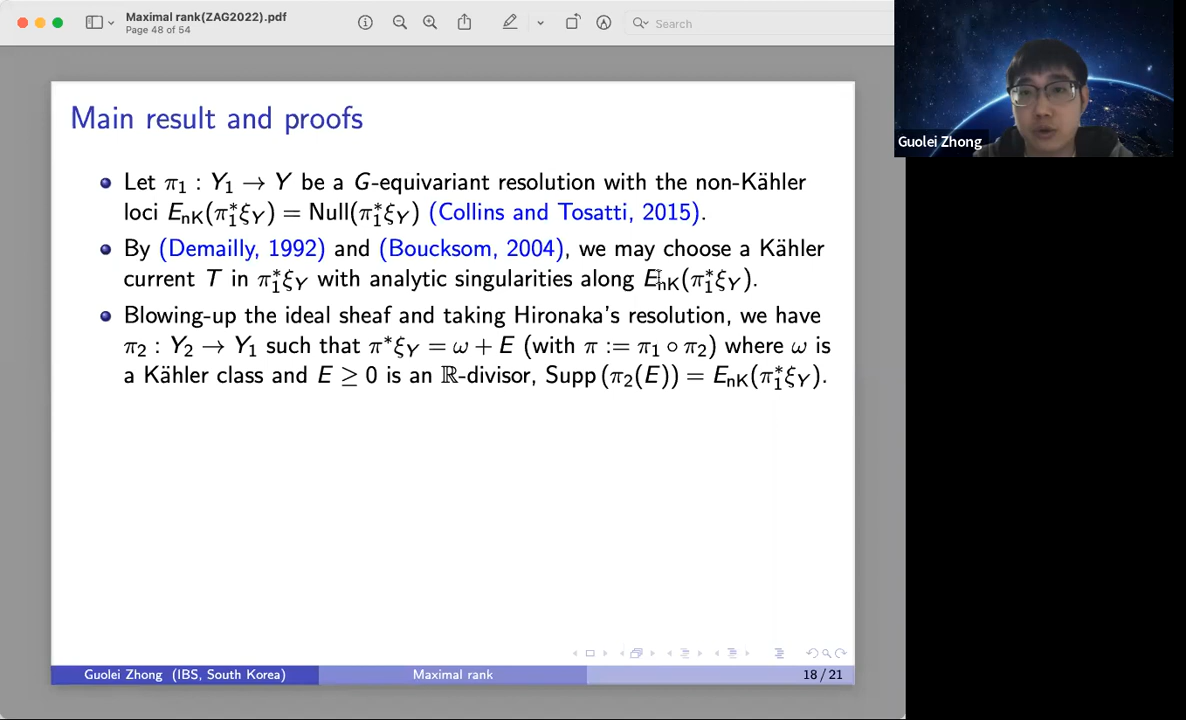 Maximal rank(ZAG2022).pdf
Page 48 of 54
Search
Guolei Zhong
Main result and proofs
Let π₁ : Y₁ → Y be a G-equivariant resolution with the non-Kähler
loci E_nK(π₁*ξ_Y) = Null(π₁*ξ_Y) (Collins and Tosatti, 2015).
By (Demailly, 1992) and (Boucksom, 2004), we may choose a Kähler
current T in π₁*ξ_Y with analytic singularities along E_nK(π₁*ξ_Y).
Blowing-up the ideal sheaf and taking Hironaka's resolution, we have
π₂ : Y₂ → Y₁ such that π*ξ_Y = ω + E (with π := π₁ ∘ π₂) where ω is
a Kähler class and E ≥ 0 is an ℝ-divisor, Supp (π₂(E)) = E_nK(π₁*ξ_Y).
Guolei Zhong (IBS, South Korea) Maximal rank 18 / 21